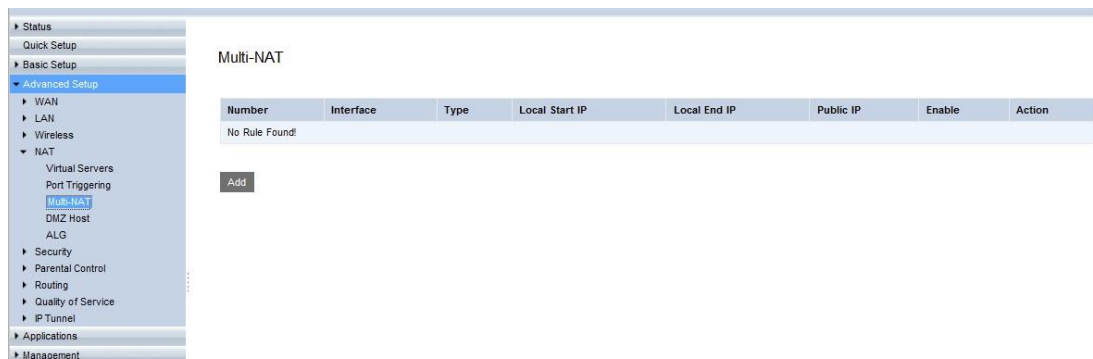 Status
Quick Setup
Basic Setup
Advanced Setup
WAN
LAN
Wireless
NAT
Virtual Servers
Port Triggering
Multi-NAT
DMZ Host
ALG
Security
Parental Control
Routing
Quality of Service
IP Tunnel
Applications
Management
Multi-NAT
Number Interface Type Local Start IP Local End IP Public IP Enable Action
No Rule Found!
Add